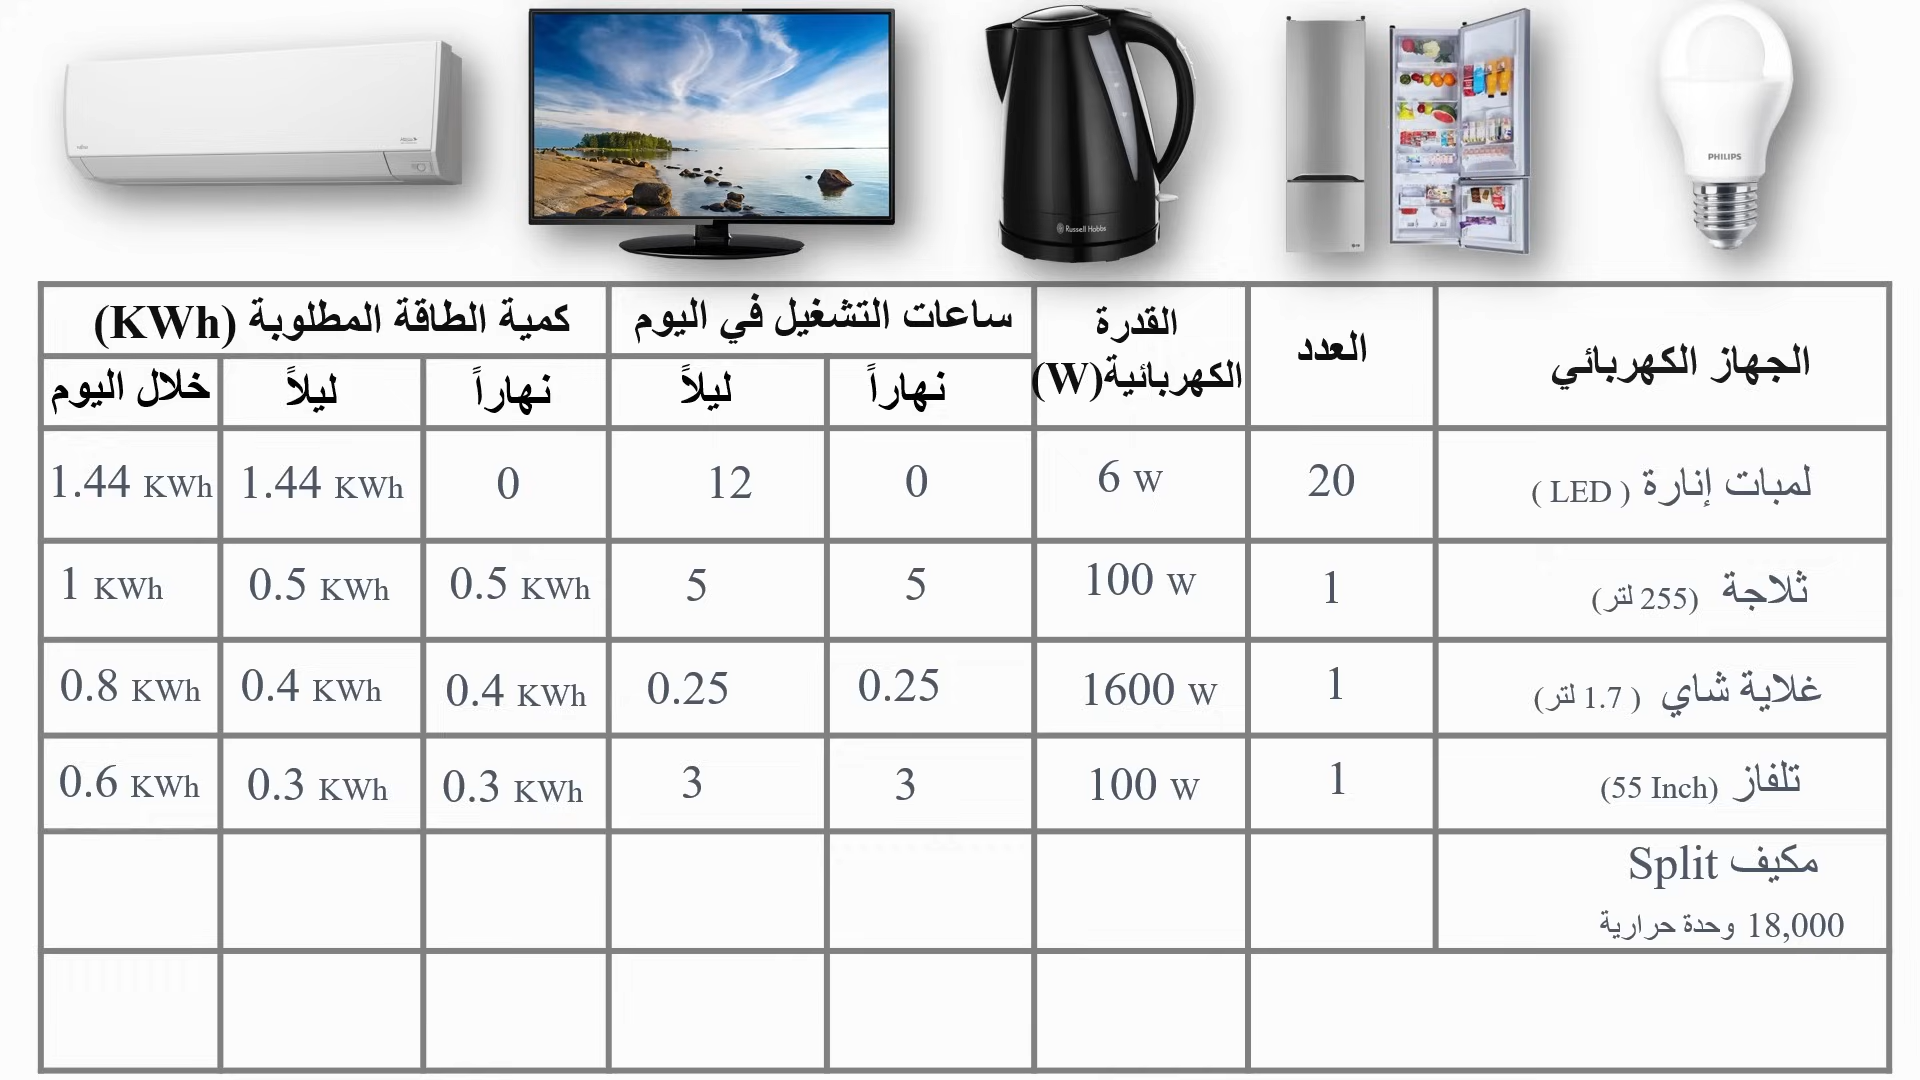 PHILIPS
Russell Hobbs
الجهاز الكهربائي
العدد
القدرة
الكهربائية(W)
ساعات التشغيل في اليوم
كمية الطاقة المطلوبة (KWh)
نهاراً
ليلاً
نهاراً
ليلاً
خلال اليوم
لمبات إنارة ( LED )
20
6 W
0
12
0
1.44 KWh
1.44 KWh
ثلاجة (255 لتر)
1
100 W
5
5
0.5 KWh
0.5 KWh
1 KWh
غلاية شاي ( 1.7 لتر)
1
1600 W
0.25
0.25
0.4 KWh
0.4 KWh
0.8 KWh
تلفاز (55 Inch)
1
100 W
3
3
0.3 KWh
0.3 KWh
0.6 KWh
مكيف Split
18,000 وحدة حرارية